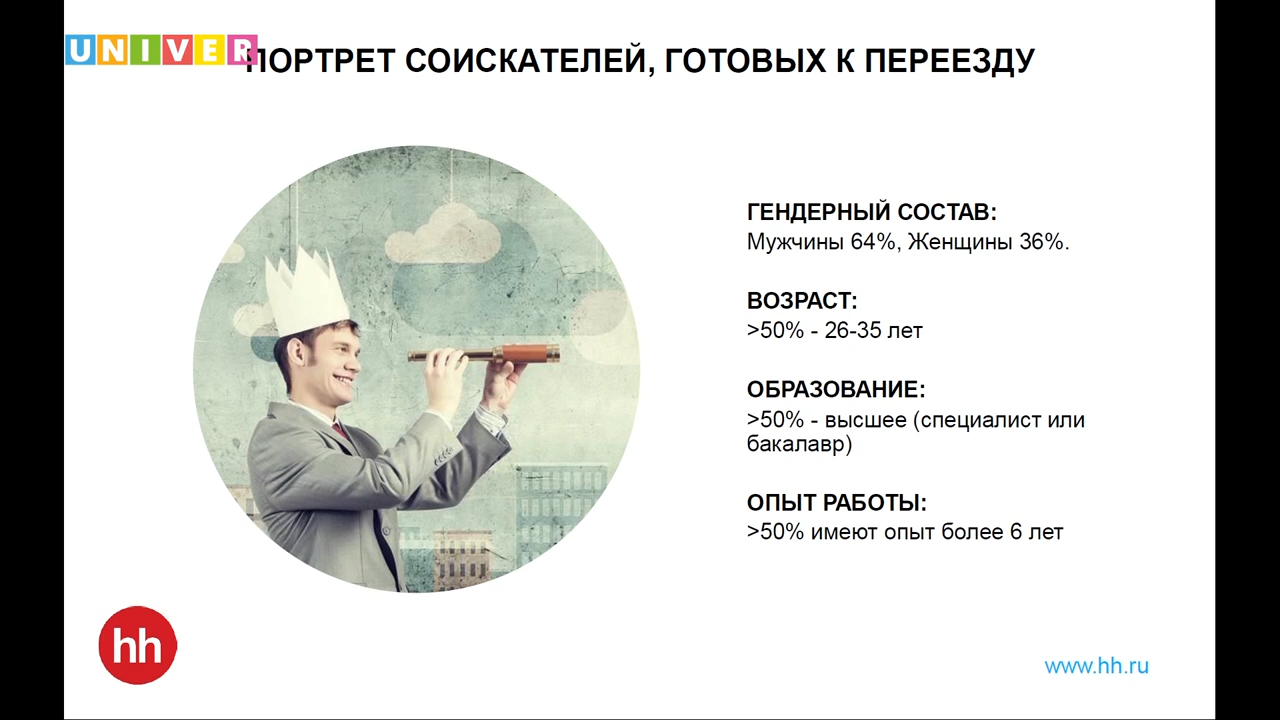 UNIVER
ПОРТРЕТ СОИСКАТЕЛЕЙ, ГОТОВЫХ К ПЕРЕЕЗДУ
ГЕНДЕРНЫЙ СОСТАВ:
Мужчины 64%, Женщины 36%.
ВОЗРАСТ:
>50% - 26-35 лет
ОБРАЗОВАНИЕ:
>50% - высшее (специалист или
бакалавр)
ОПЫТ РАБОТЫ:
>50% имеют опыт более 6 лет
hh
www.hh.ru